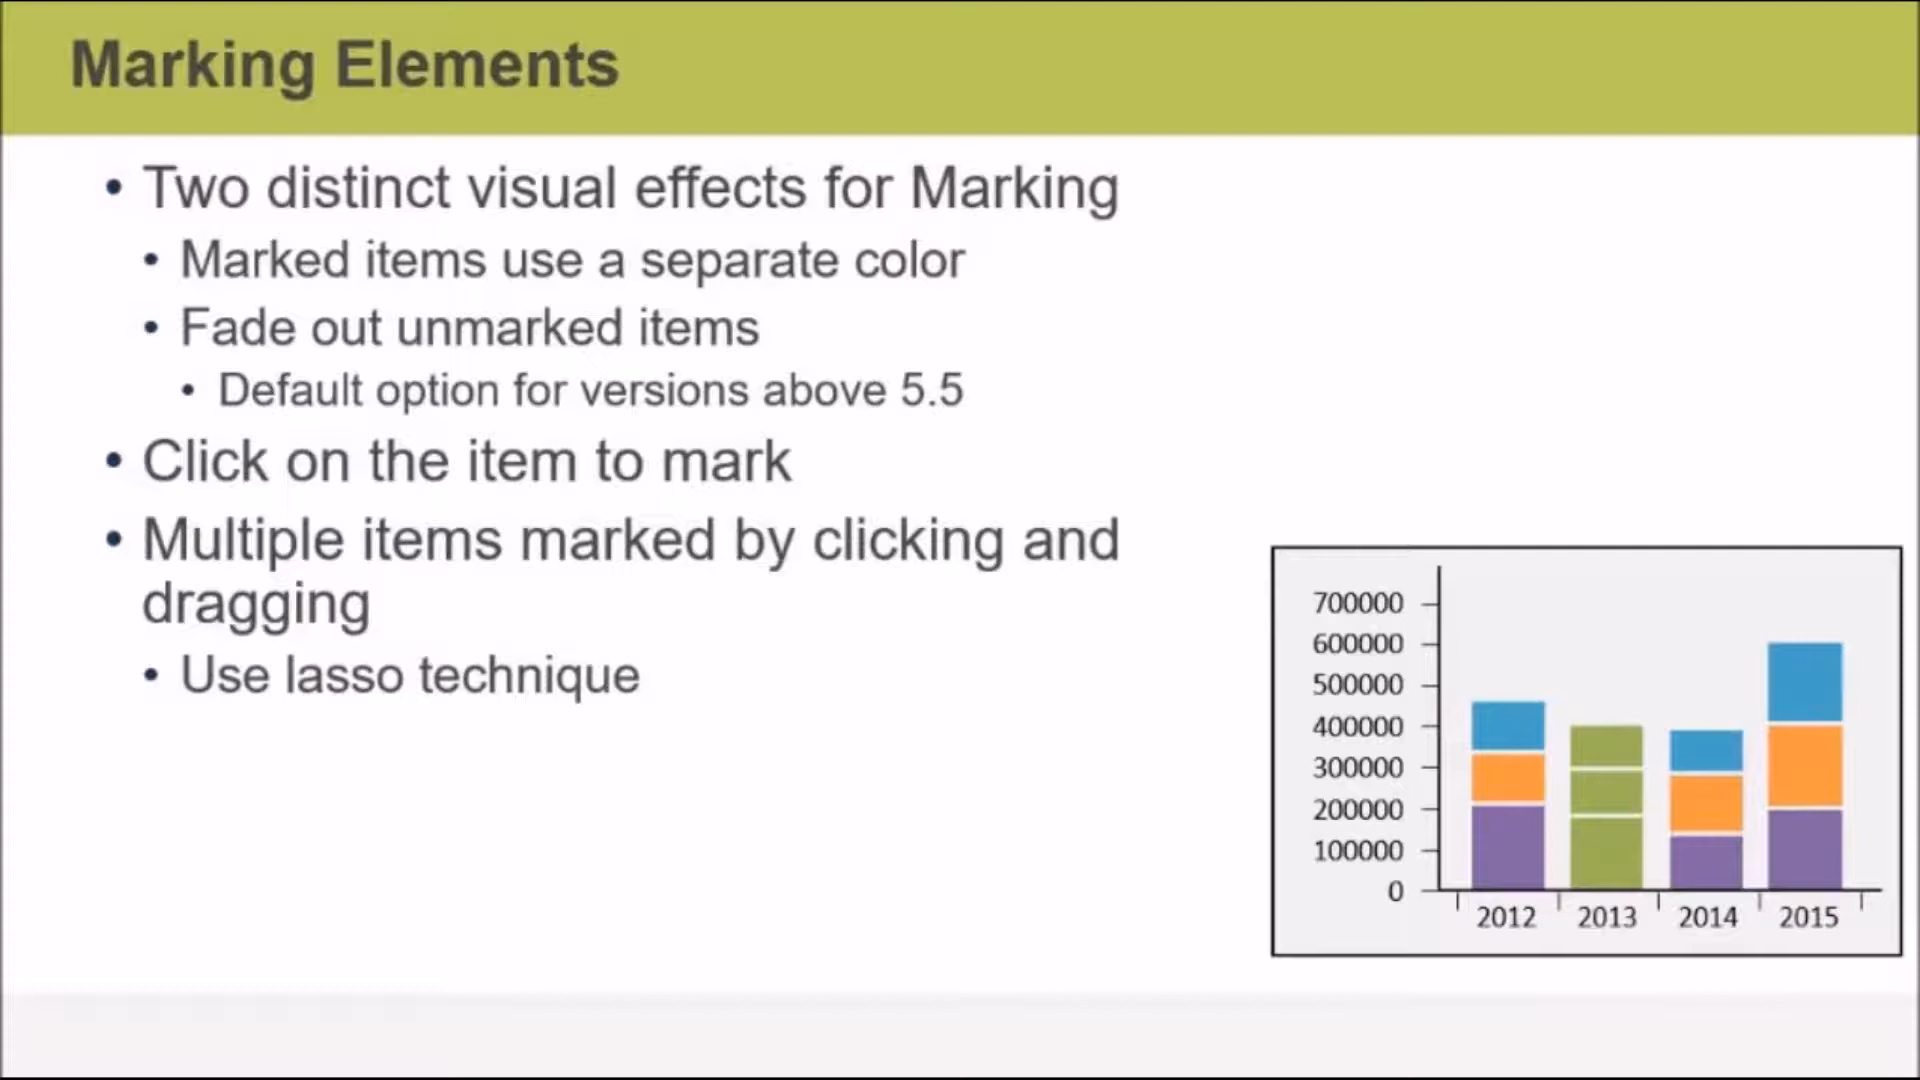 Marking Elements
• Two distinct visual effects for Marking
• Marked items use a separate color
• Fade out unmarked items
• Default option for versions above 5.5
• Click on the item to mark
• Multiple items marked by clicking and
dragging
• Use lasso technique
700000
600000
500000
400000
300000
200000
100000
0
2012 2013 2014 2015